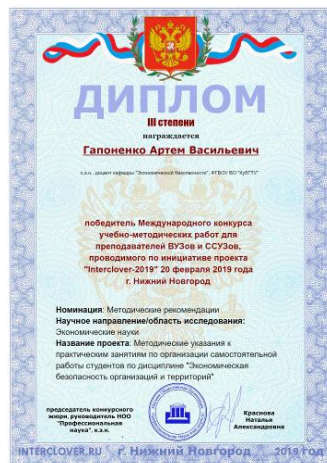 ДИПЛОМ
III степени
награждается
Гапоненко Артем Васильевич
к.э.н., доцент кафедры "Экономической безопасности", ФГБОУ ВО "КубГТУ"
победитель Международного конкурса
учебно-методических работ для
преподавателей ВУЗов и ССУЗов,
проводимого по инициативе проекта
"Interclover-2019" 20 февраля 2019 года
г. Нижний Новгород
Номинация: Методические рекомендации
Научное направление/область исследования:
Экономические науки
Название проекта: Методические указания к
практическим занятиям по организации самостоятельной
работы студентов по дисциплине "Экономическая
безопасность организаций и территорий"
председатель конкурсного
жюри, руководитель НОО
"Профессиональная
наука", к.э.н.
Краснова
Наталья
Александровна
INTERCLOVER.RU г. Нижний Новгород 2019 год